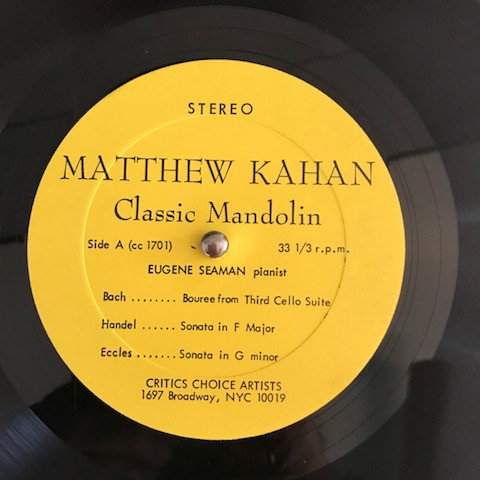 STEREO
MATTHEW KAHAN
Classic Mandolin
Side A (cc 1701) 33 1/3 r.p.m.
EUGENE SEAMAN pianist
Bach ........ Bouree from Third Cello Suite
Handel ...... Sonata in F Major
Eccles ....... Sonata in G minor
CRITICS CHOICE ARTISTS
1697 Broadway, NYC 10019